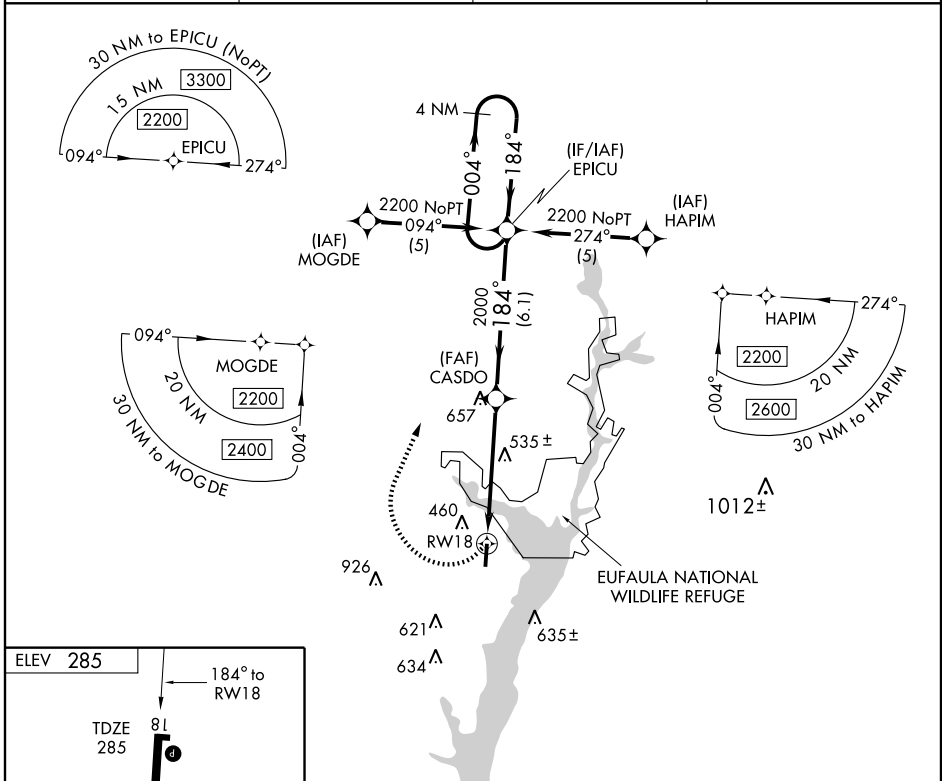 30 NM to EPICU (NoPT)
15 NM
3300
2200
EPICU
094°
274°
4 NM
004°
184°
(IF/IAF)
EPICU
(IAF)
HAPIM
2200 NoPT
094°
(5)
2200 NoPT
274°
(5)
(IAF)
MOGDE
2000
184°
(6.1)
094°
MOGDE
20 NM
2200
2400
004°
30 NM to MOGDE
274°
HAPIM
2200
20 NM
004°
2600
30 NM to HAPIM
(FAF)
CASDO
657
535 ±
1012±
460
RW18
926
EUFAULA NATIONAL
WILDLIFE REFUGE
621
635±
634
ELEV 285
184° to
RW18
TDZE
285
18
P